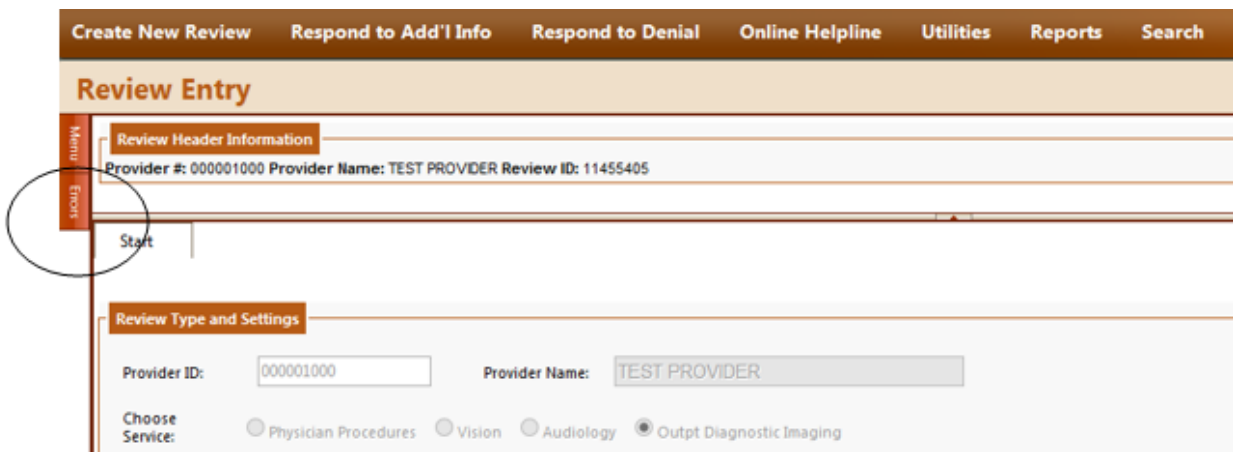 Create New Review Respond to Add'l Info Respond to Denial Online Helpline Utilities Reports Search
Review Entry
Menu
Errors
Review Header Information
Provider #: 000001000 Provider Name: TEST PROVIDER Review ID: 11455405
Start
Review Type and Settings
Provider ID: 000001000 Provider Name: TEST PROVIDER
Choose
Service: Physician Procedures Vision Audiology Outpt Diagnostic Imaging